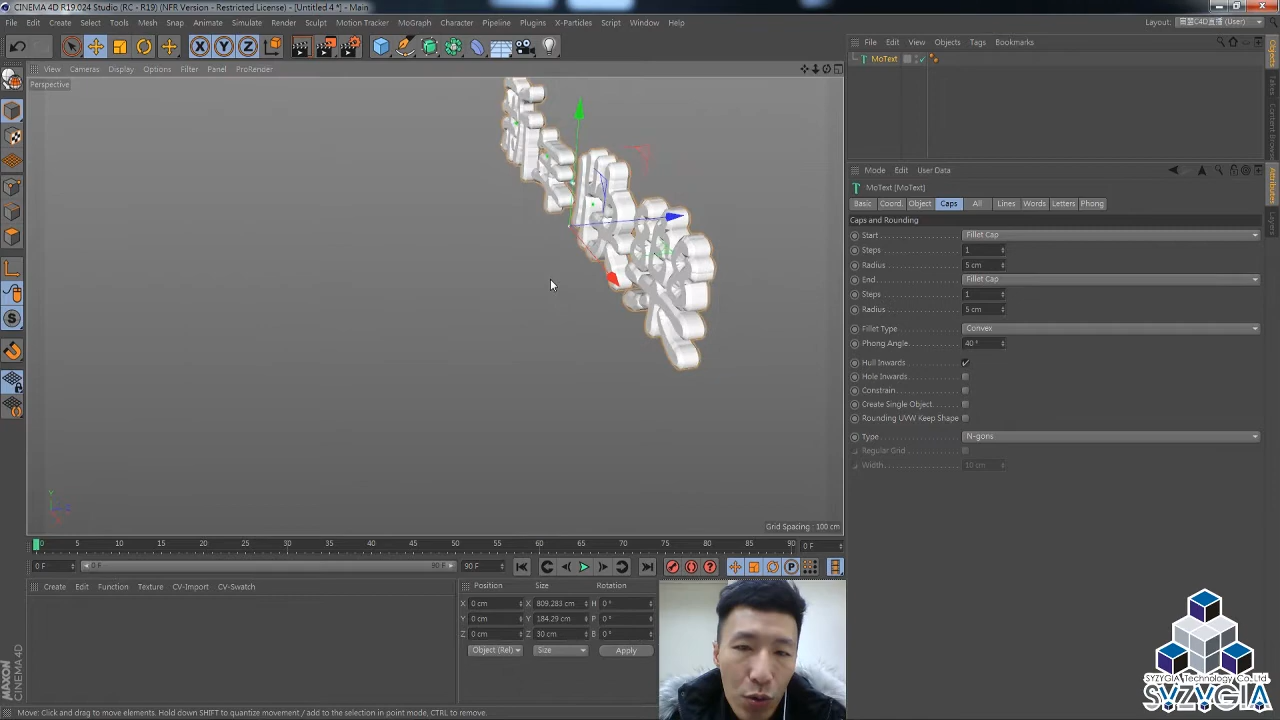 CINEMA 4D R19.024 Studio (RC - R19) (NFR Version - Restricted License) - [Untitled 4 *] - Main
File Edit Create Select Tools Mesh Snap Animate Simulate Render Sculpt Motion Tracker MoGraph Character Pipeline Plugins X-Particles Script Window Help
Layout:
X Y Z
File Edit View Objects Tags Bookmarks
MoText
View Cameras Display Options Filter Panel ProRender
Perspective
Objects
Takes
Content Browser
Layers
Attributes
Mode Edit User Data
MoText [MoText]
Basic Coord. Object Caps All Lines Words Letters Phong
Caps and Rounding
Start Fillet Cap
Steps 1
Radius 5 cm
End Fillet Cap
Steps 1
Radius 5 cm
Fillet Type Convex
Phong Angle 40 °
Hull Inwards
Hole Inwards
Constrain
Create Single Object
Rounding UVW Keep Shape
Type N-gons
Regular Grid
Width 10 cm
Y
Grid Spacing : 100 cm
0 5 10 15 20 25 30 35 40 45 50 55 60 65 70 75 80 85 90 0 F
0 F 0 F 90 F 90 F
Create Edit Function Texture CV-Import CV-Swatch
Position Size Rotation
X 0 cm X 809.283 cm H 0 °
Y 0 cm Y 184.29 cm P 0 °
Z 0 cm Z 30 cm B 0 °
Object (Rel) Size Apply
MAXON CINEMA 4D
SYZYGIA Technology Co., Ltd.
SYZYGIA
Move: Click and drag to move elements. Hold down SHIFT to quantize movement / add to the selection in point mode, CTRL to remove.